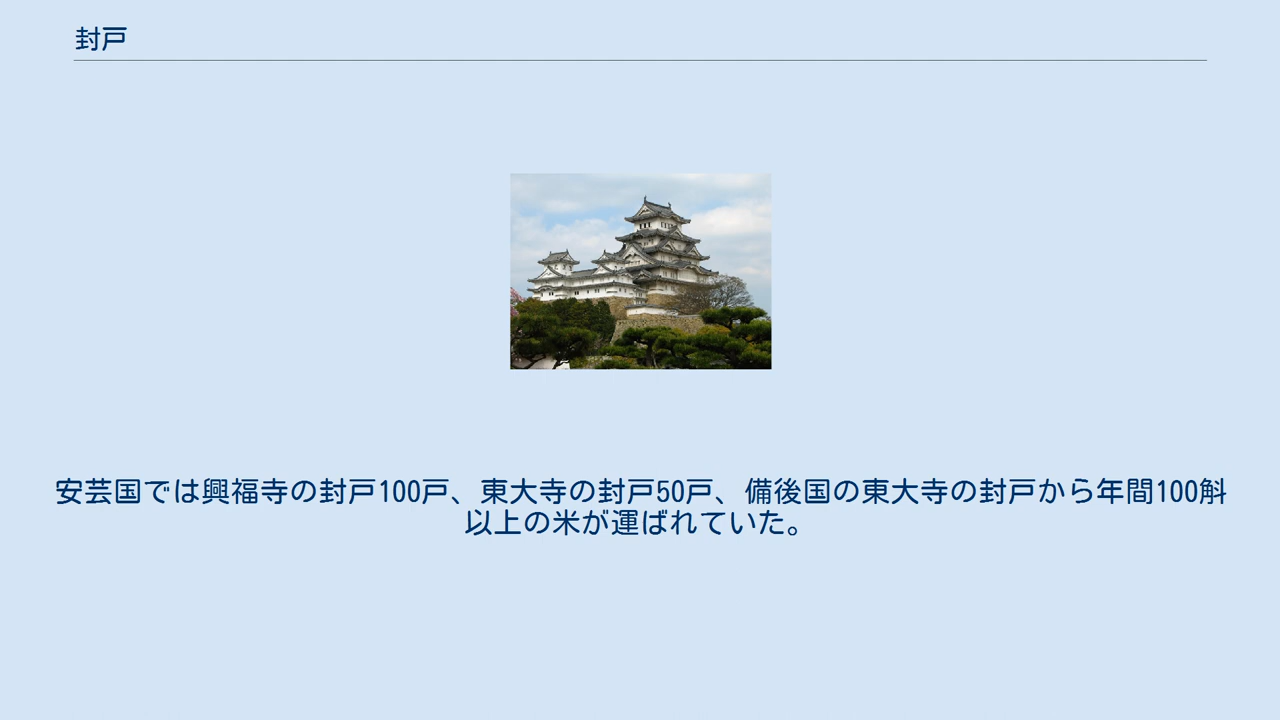 封戸
安芸国では興福寺の封戸100戸、東大寺の封戸50戸、備後国の東大寺の封戸から年間100斛
以上の米が運ばれていた。